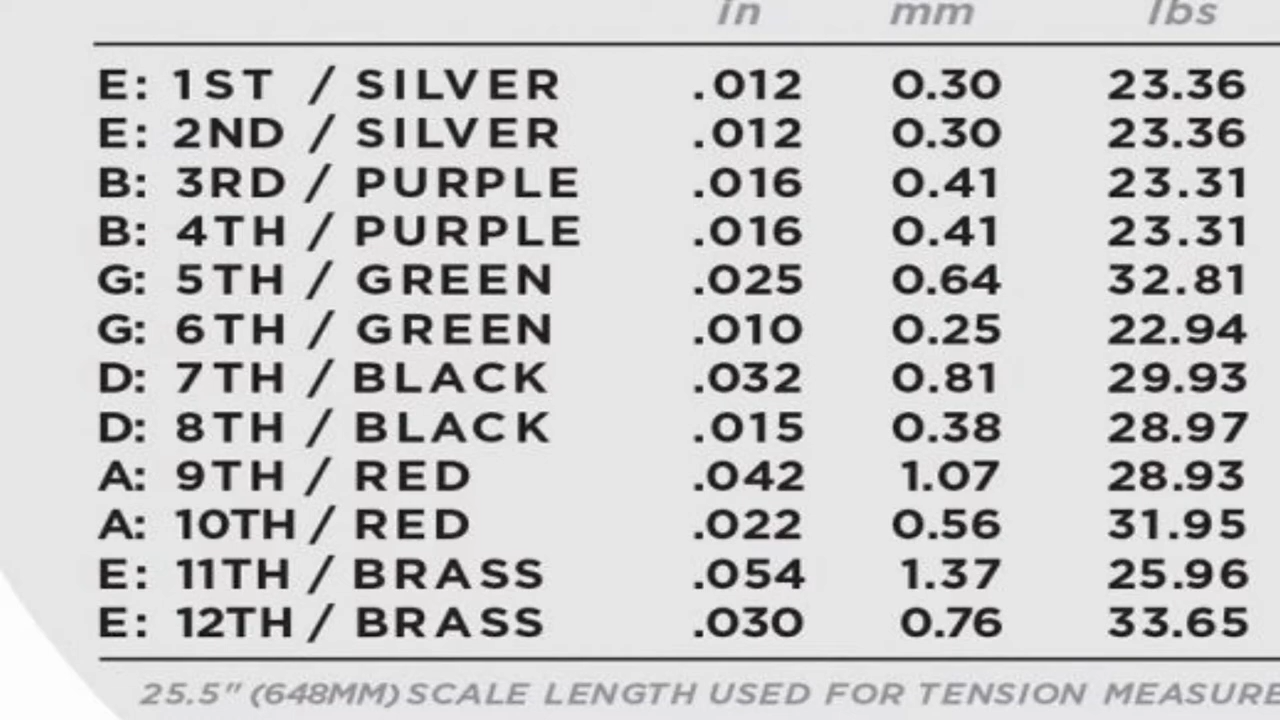 in mm lbs
E: 1ST / SILVER .012 0.30 23.36
E: 2ND / SILVER .012 0.30 23.36
B: 3RD / PURPLE .016 0.41 23.31
B: 4TH / PURPLE .016 0.41 23.31
G: 5TH / GREEN .025 0.64 32.81
G: 6TH / GREEN .010 0.25 22.94
D: 7TH / BLACK .032 0.81 29.93
D: 8TH / BLACK .015 0.38 28.97
A: 9TH / RED .042 1.07 28.93
A: 10TH / RED .022 0.56 31.95
E: 11TH / BRASS .054 1.37 25.96
E: 12TH / BRASS .030 0.76 33.65
25.5" (648MM) SCALE LENGTH USED FOR TENSION MEASURE